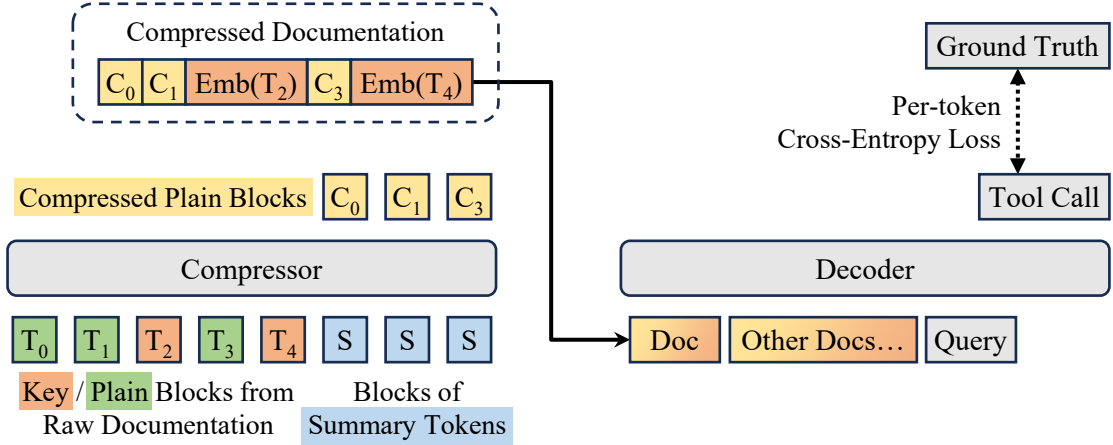 Compressed Documentation
C₀ C₁ Emb(T₂) C₃ Emb(T₄)
Compressed Plain Blocks C₀ C₁ C₃
Compressor
T₀ T₁ T₂ T₃ T₄ S S S
Key / Plain Blocks from
Raw Documentation
Blocks of
Summary Tokens
Ground Truth
Per-token
Cross-Entropy Loss
Tool Call
Decoder
Doc Other Docs… Query